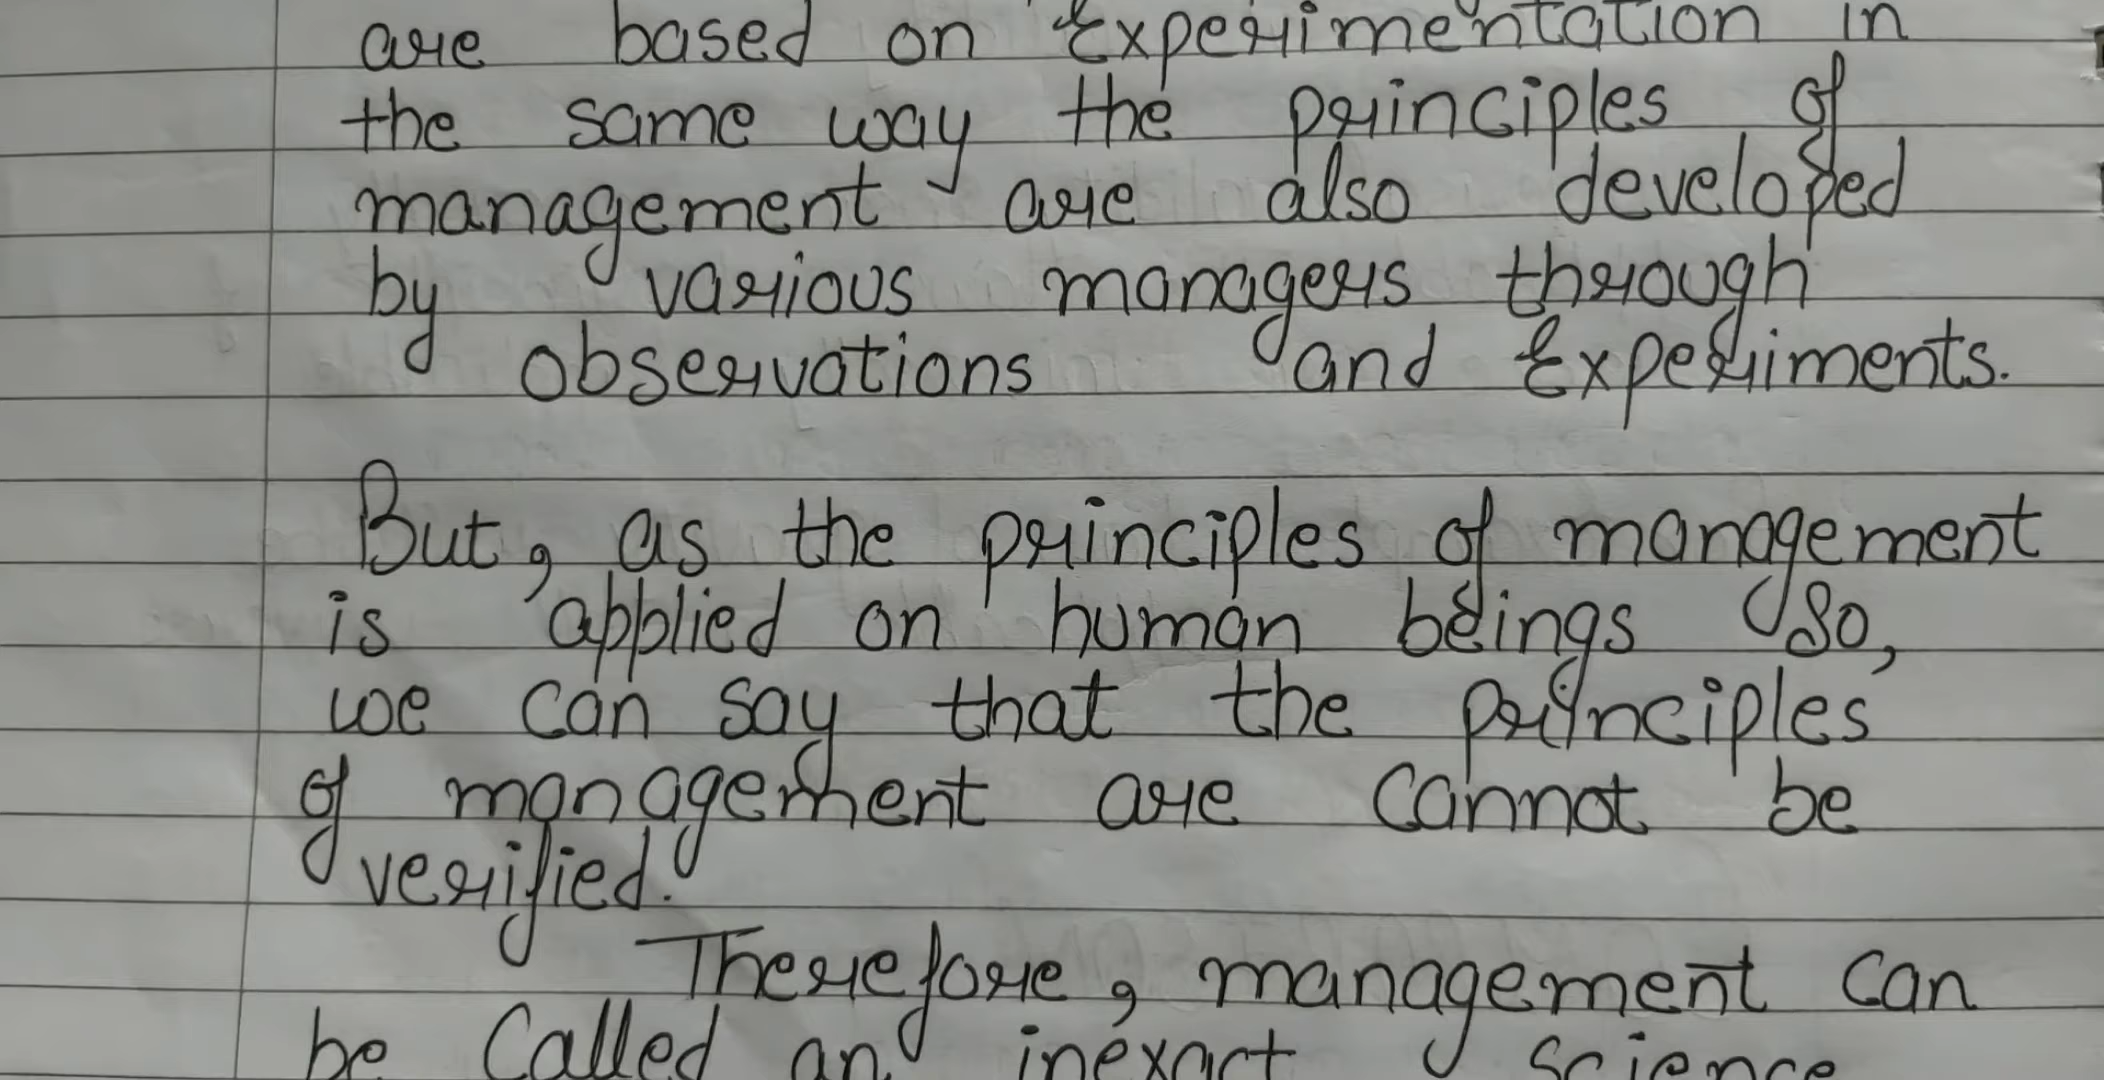 are based on Experimentation in
the same way the principles of
management are also developed
by various managers through
observations and Experiments.
But, as the principles of management
is applied on human beings So,
we can say that the principles
of management are cannot be
verified.
Therefore, management can
be Called an inexact science